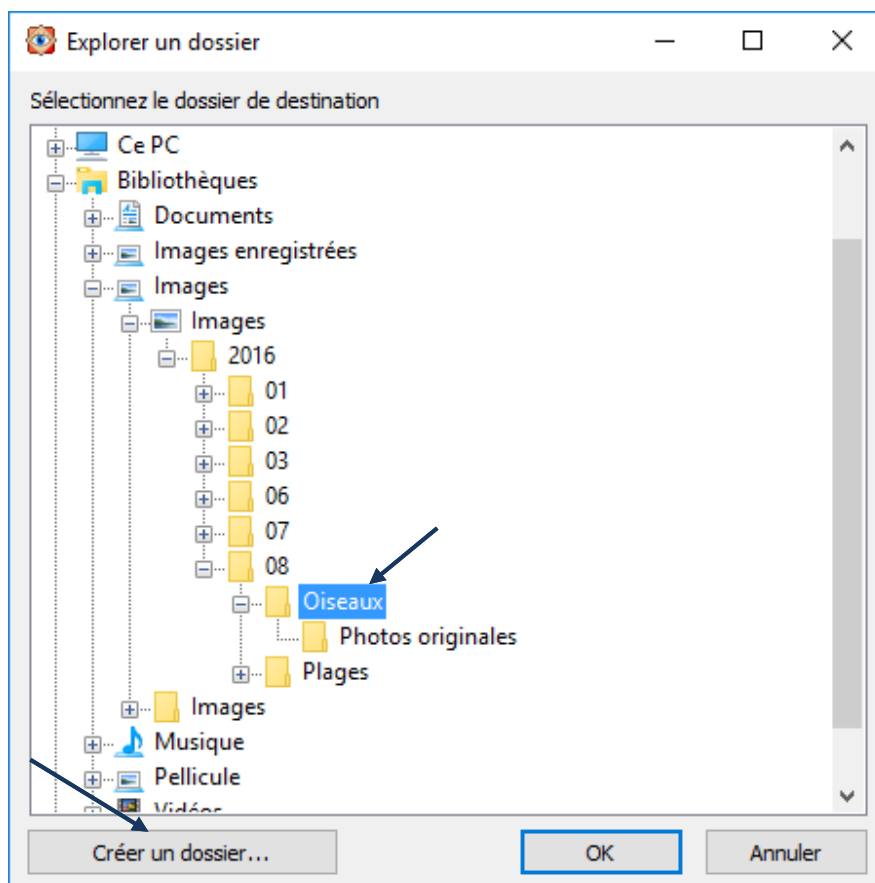 Explorer un dossier
Sélectionnez le dossier de destination
Ce PC
Bibliothèques
Documents
Images enregistrées
Images
Images
2016
01
02
03
06
07
08
Oiseaux
Photos originales
Plages
Images
Musique
Pellicule
Vidéos
Créer un dossier... OK Annuler